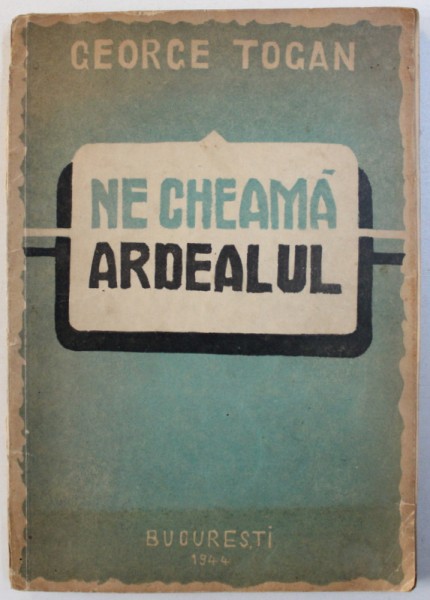 GEORGE TOGAN
NE CHEAMĂ
ARDEALUL
BUCUREȘTI
1944